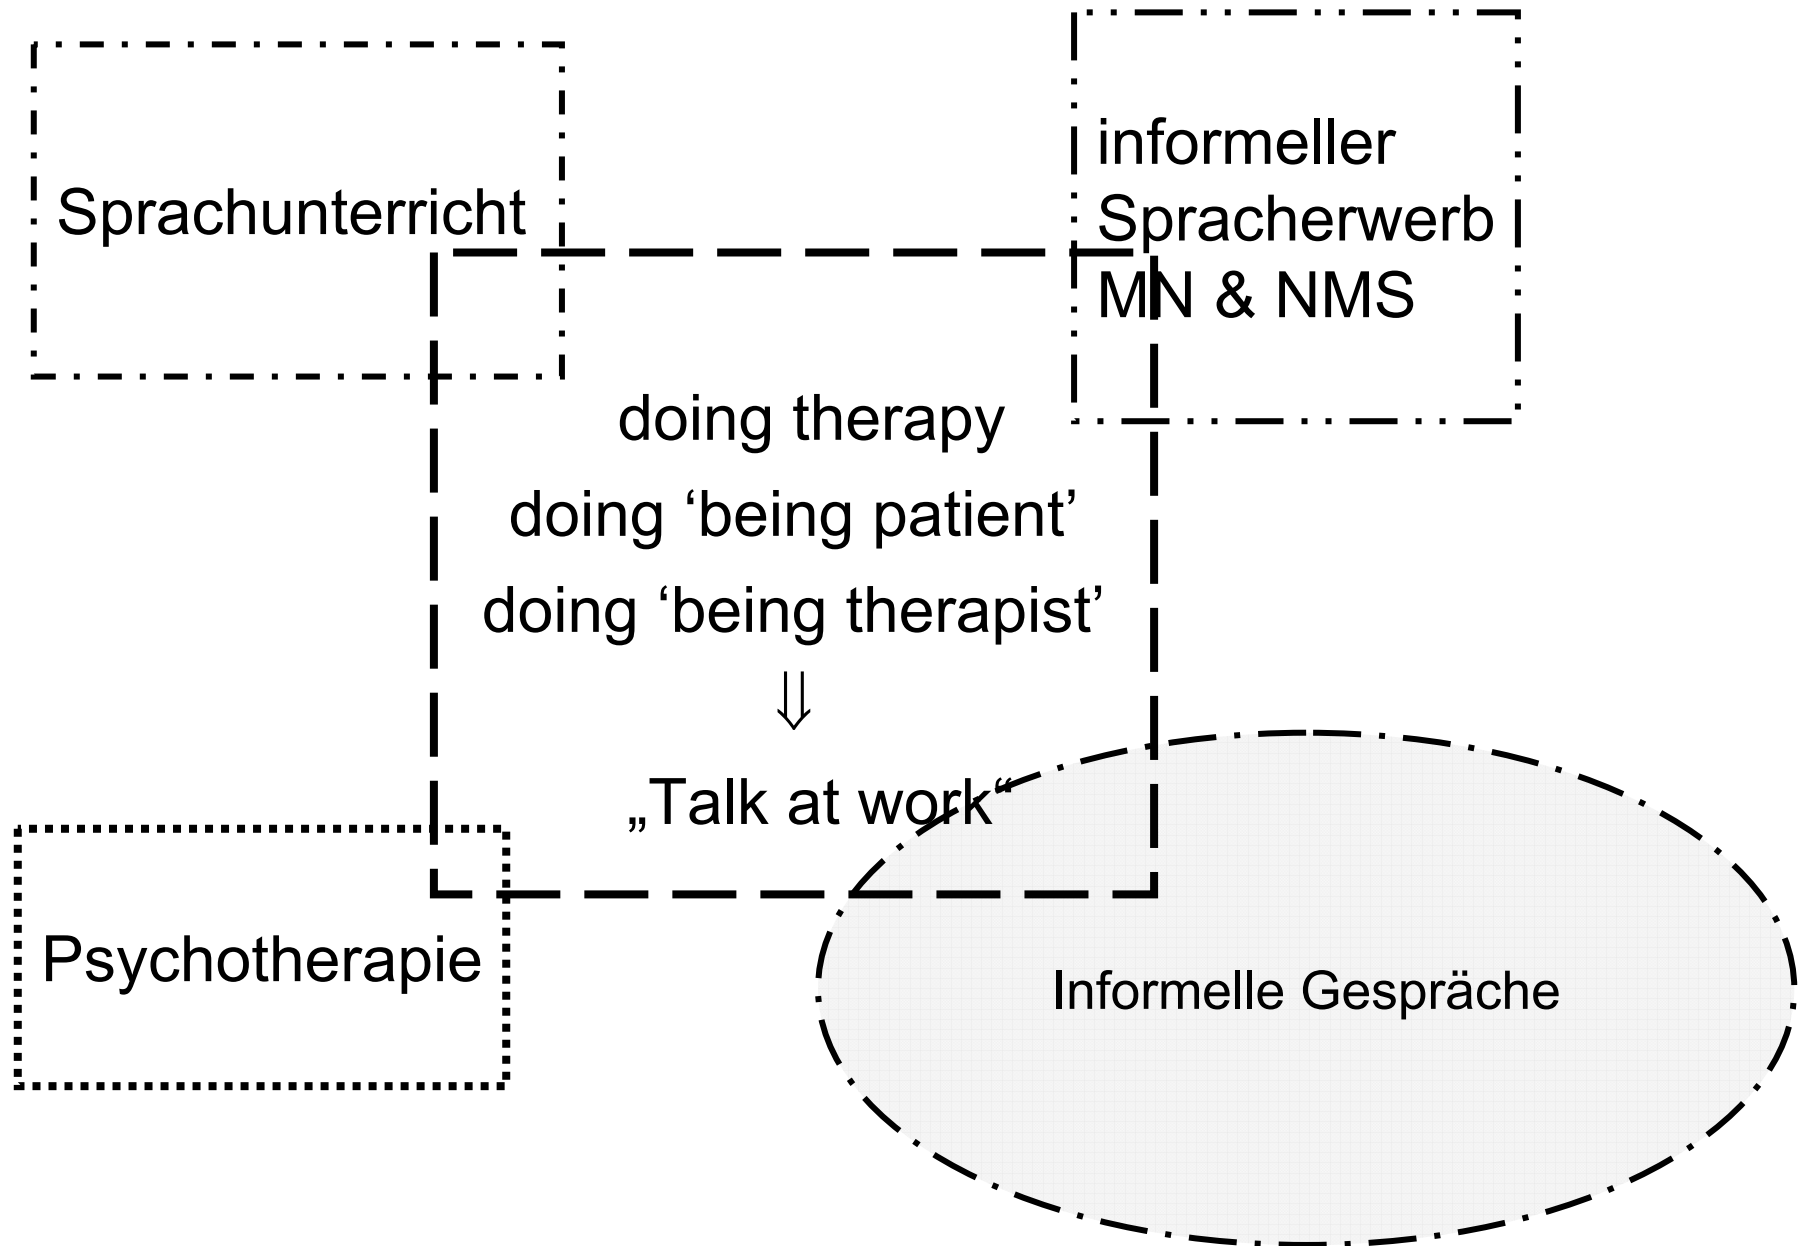 Sprachunterricht
informeller
Spracherwerb
MN & NMS
doing therapy
doing ‘being patient’
doing ‘being therapist’
⇓
„Talk at work“
Psychotherapie
Informelle Gespräche